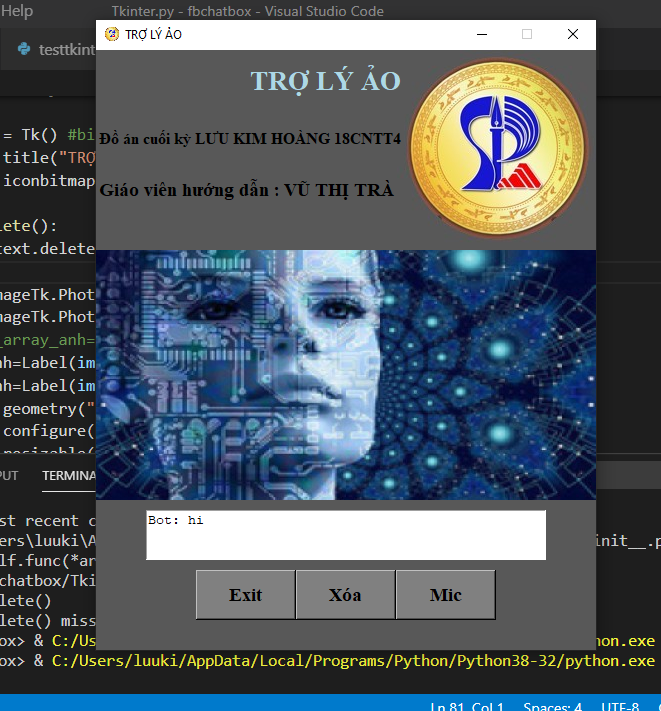 Help
Tkinter.py - fbchatbox - Visual Studio Code
testtkint
TRỢ LÝ ẢO
TRỢ LÝ ẢO
= Tk() #bi
Đồ án cuối kỳ LƯU KIM HOÀNG 18CNTT4
title("TRỢ
iconbitmap
Giáo viên hướng dẫn : VŨ THỊ TRÀ
lete():
text.delete
nageTk.Phot
nageTk.Phot
_array_anh=
nh=Label(im
nh=Label(im
geometry("
configure(
PUT
TERMINA
Bot: hi
st recent c
ers\luuki\A
init__.p
lf.func(*ar
chatbox/Tki
lete()
lete() miss
Exit
Xóa
Mic
ox> & C:/Us
hon.exe
ox> & C:/Users/luuki/AppData/Local/Programs/Python/Python38-32/python.exe
Ln 81, Col 1
Spaces: 4
UTF-8